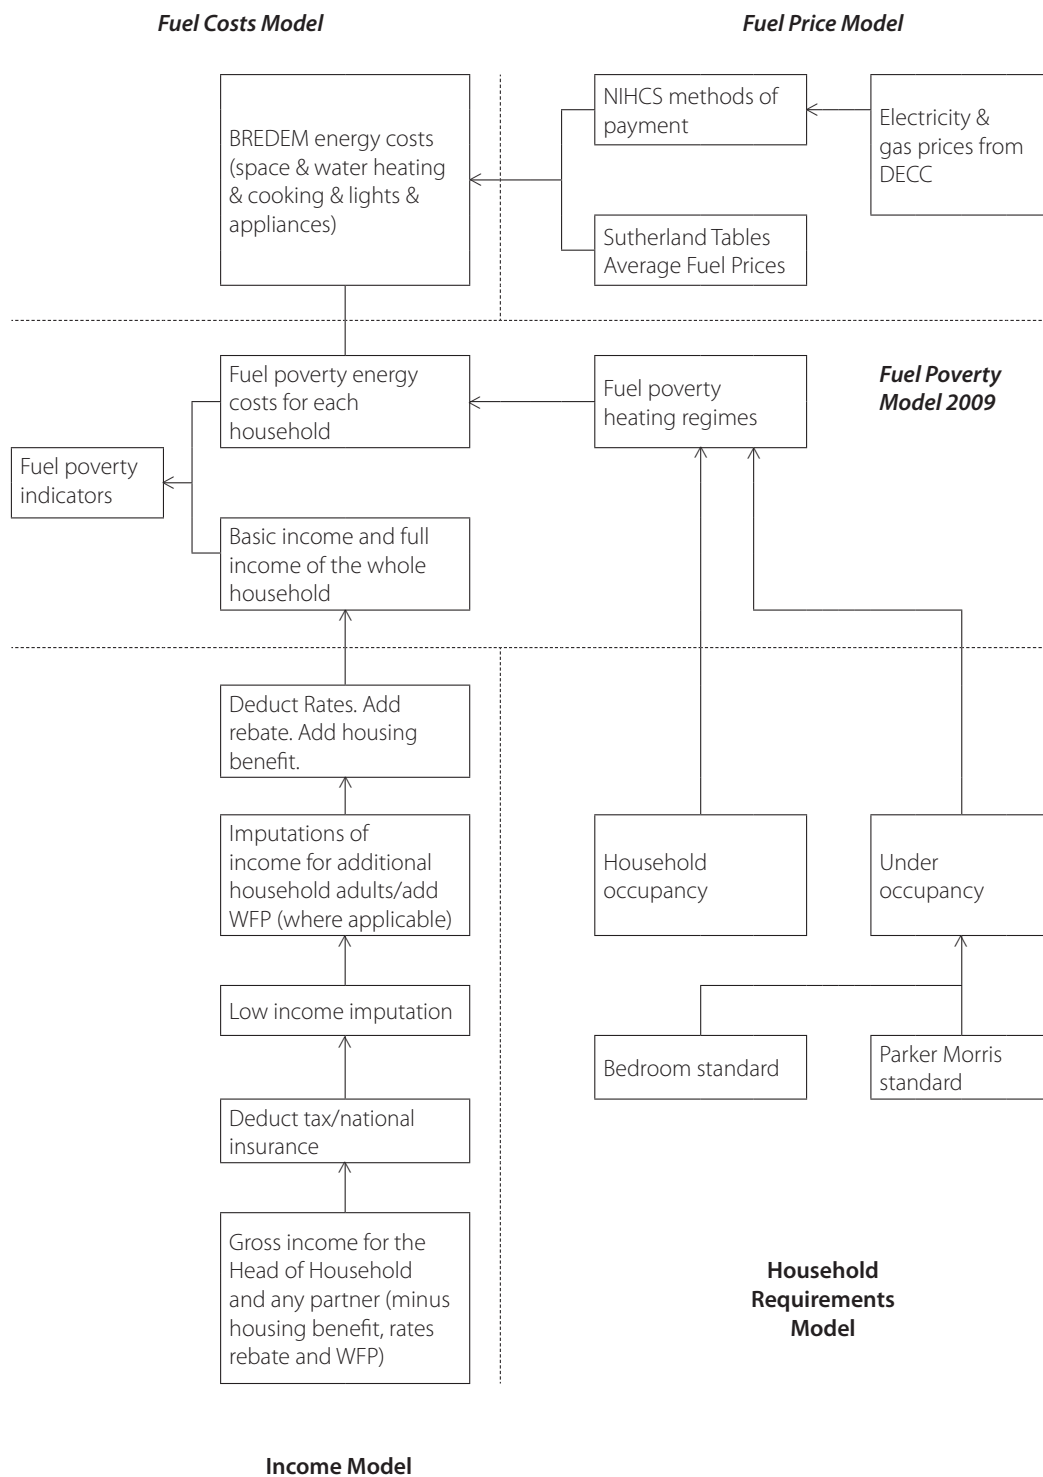 Fuel Costs Model
Fuel Price Model
BREDEM energy costs
(space & water heating
& cooking & lights &
appliances)
NIHCS methods of
payment
Electricity &
gas prices from
DECC
Sutherland Tables
Average Fuel Prices
Fuel poverty energy
costs for each
household
Fuel poverty
heating regimes
Fuel Poverty
Model 2009
Fuel poverty
indicators
Basic income and full
income of the whole
household
Deduct Rates. Add
rebate. Add housing
benefit.
Imputations of
income for additional
household adults/add
WFP (where applicable)
Household
occupancy
Under
occupancy
Low income imputation
Bedroom standard
Parker Morris
standard
Deduct tax/national
insurance
Gross income for the
Head of Household
and any partner (minus
housing benefit, rates
rebate and WFP)
Household
Requirements
Model
Income Model